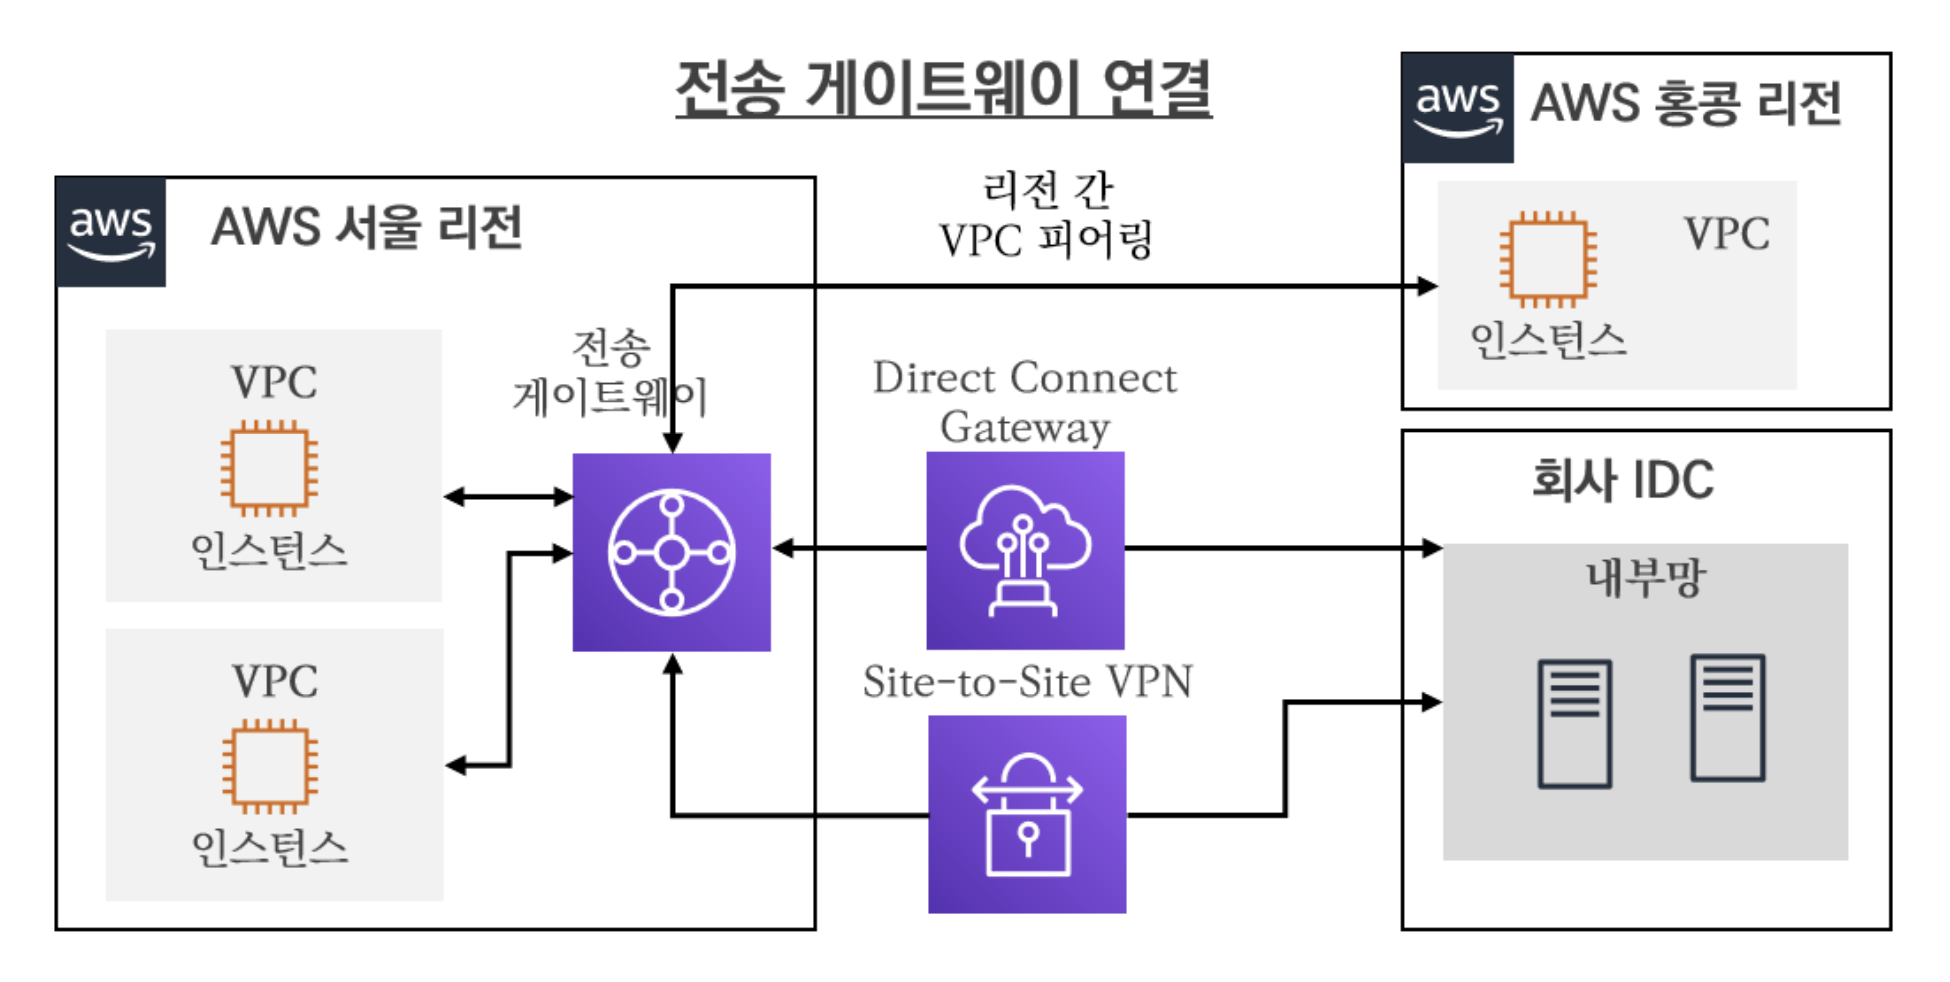 전송 게이트웨이 연결
aws
AWS 홍콩 리전
VPC
인스턴스
aws
AWS 서울 리전
리전 간
VPC 피어링
전송
게이트웨이
VPC
인스턴스
VPC
인스턴스
Direct Connect
Gateway
Site-to-Site VPN
회사 IDC
내부망